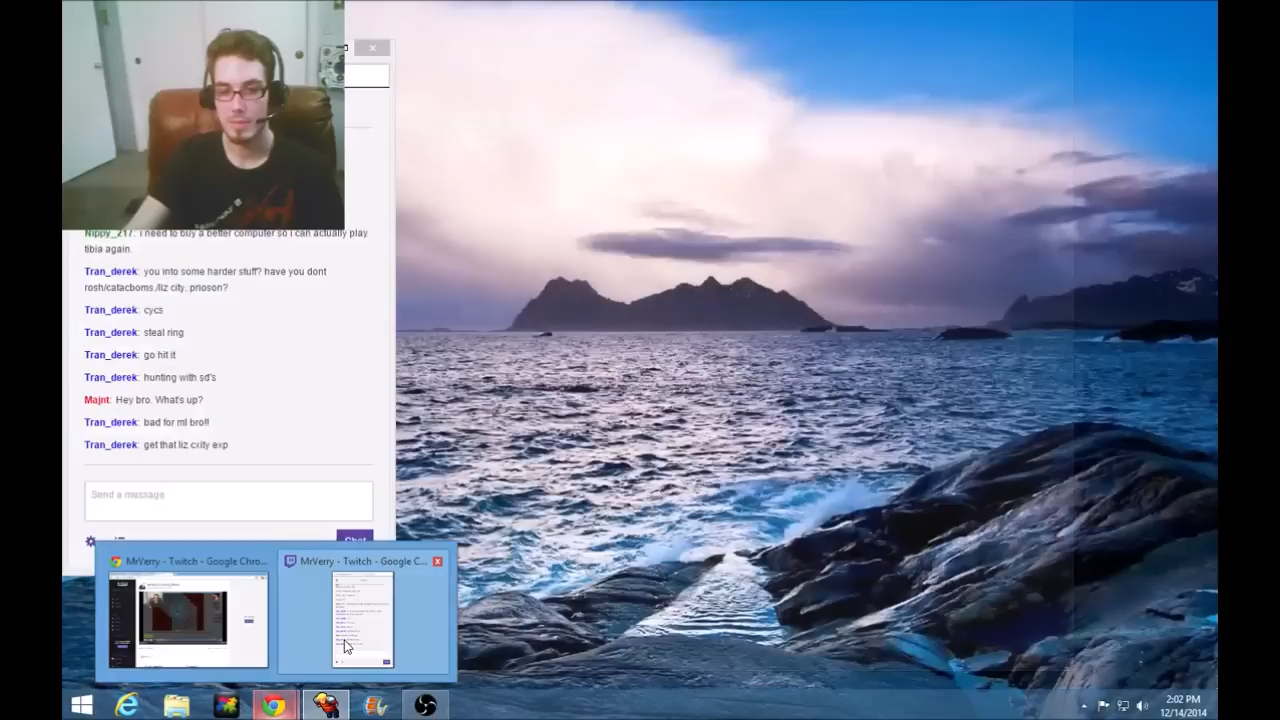 Nippy_217: i need to buy a better computer so i can actually play
tibia again.
Tran_derek: you into some harder stuff? have you dont
rosh/catacboms./liz city. prioson?
Tran_derek: cycs
Tran_derek: steal ring
Tran_derek: go hit it
Tran_derek: hunting with sd's
Majnt: Hey bro. What's up?
Tran_derek: bad for ml bro!!
Tran_derek: get that liz cxity exp
Send a message
Chat
MrVerry - Twitch - Google Chro...
MrVerry - Twitch - Google C...
2:02 PM
12/14/2014